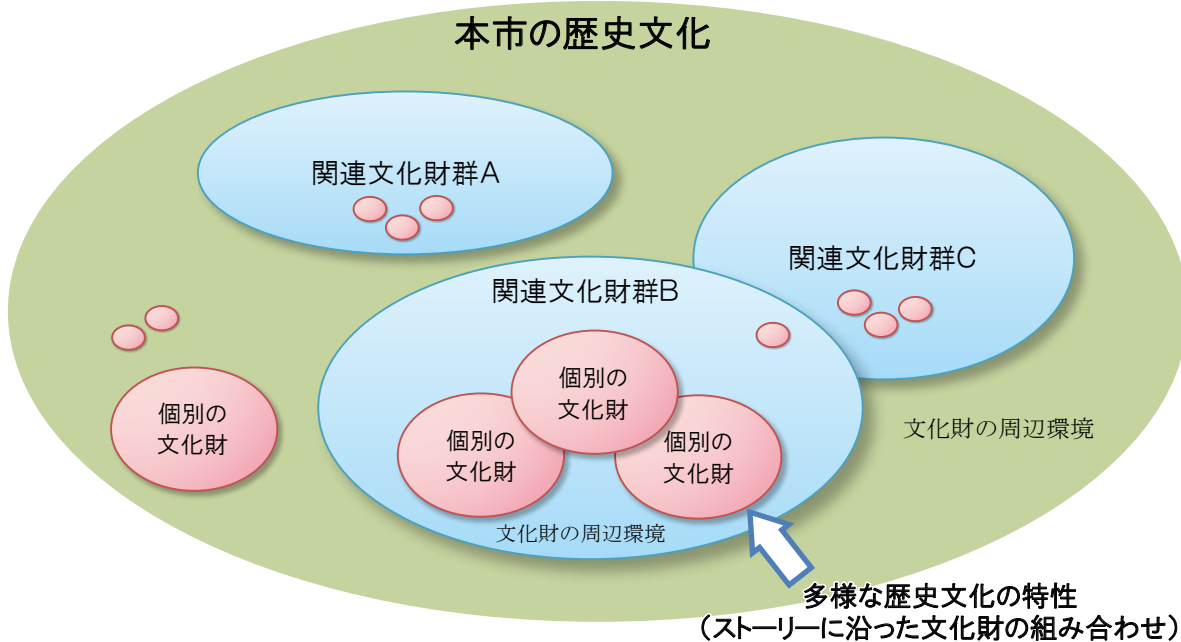 本市の歴史文化
関連文化財群A
関連文化財群C
関連文化財群B
個別の
文化財
個別の
文化財
個別の
文化財
個別の
文化財
文化財の周辺環境
文化財の周辺環境
多様な歴史文化の特性
（ストーリーに沿った文化財の組み合わせ）